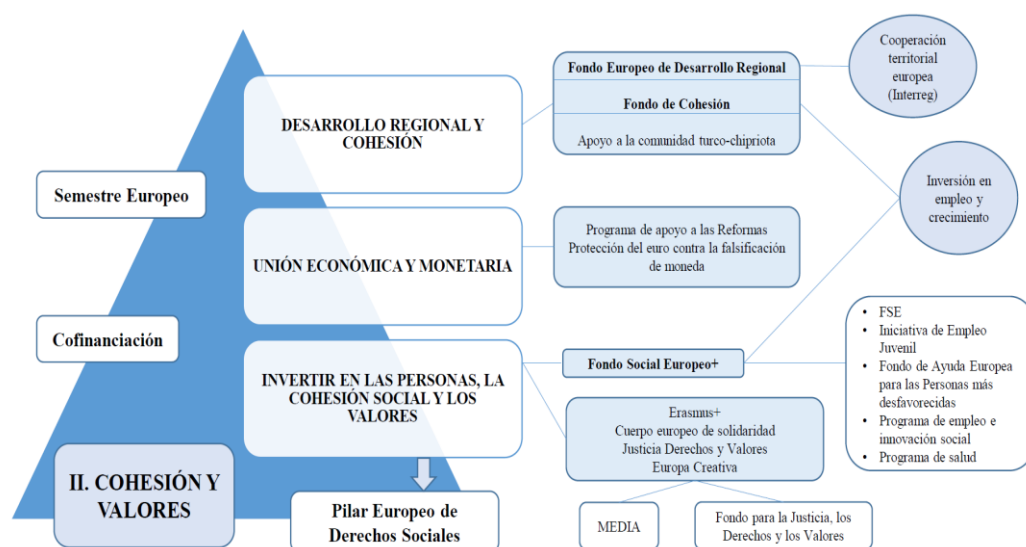 Semestre Europeo
Cofinanciación
II. COHESIÓN Y
VALORES
DESARROLLO REGIONAL Y
COHESIÓN
UNIÓN ECONÓMICA Y MONETARIA
INVERTIR EN LAS PERSONAS, LA
COHESIÓN SOCIAL Y LOS
VALORES
Pilar Europeo de
Derechos Sociales
Fondo Europeo de Desarrollo Regional
Fondo de Cohesión
Apoyo a la comunidad turco-chipriota
Programa de apoyo a las Reformas
Protección del euro contra la falsificación
de moneda
Fondo Social Europeo+
Erasmus+
Cuerpo europeo de solidaridad
Justicia Derechos y Valores
Europa Creativa
MEDIA
Fondo para la Justicia, los
Derechos y los Valores
Cooperación
territorial
europea
(Interreg)
Inversión en
empleo y
crecimiento
• FSE
• Iniciativa de Empleo
Juvenil
• Fondo de Ayuda Europea
para las Personas más
desfavorecidas
• Programa de empleo e
innovación social
• Programa de salud